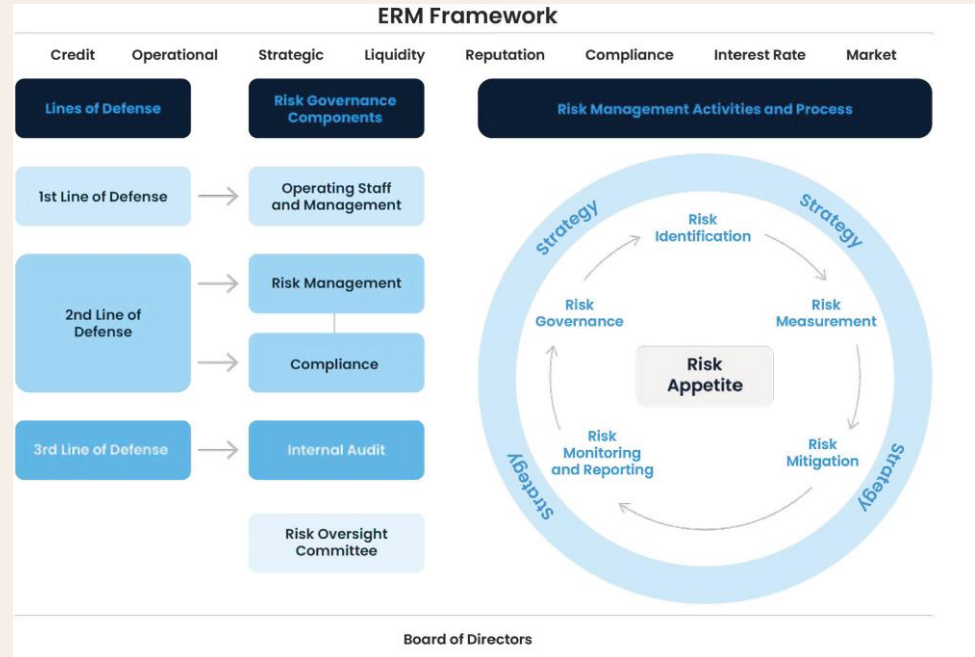 ERM Framework
Credit Operational Strategic Liquidity Reputation Compliance Interest Rate Market
Lines of Defense
Risk Governance
Components
Risk Management Activities and Process
1st Line of Defense
Operating Staff
and Management
2nd Line of
Defense
Risk Management
Compliance
3rd Line of Defense
Internal Audit
Risk Oversight
Committee
Strategy
Strategy
Strategy
Strategy
Risk
Identification
Risk
Measurement
Risk
Mitigation
Risk
Monitoring
and Reporting
Risk
Governance
Risk
Appetite
Board of Directors